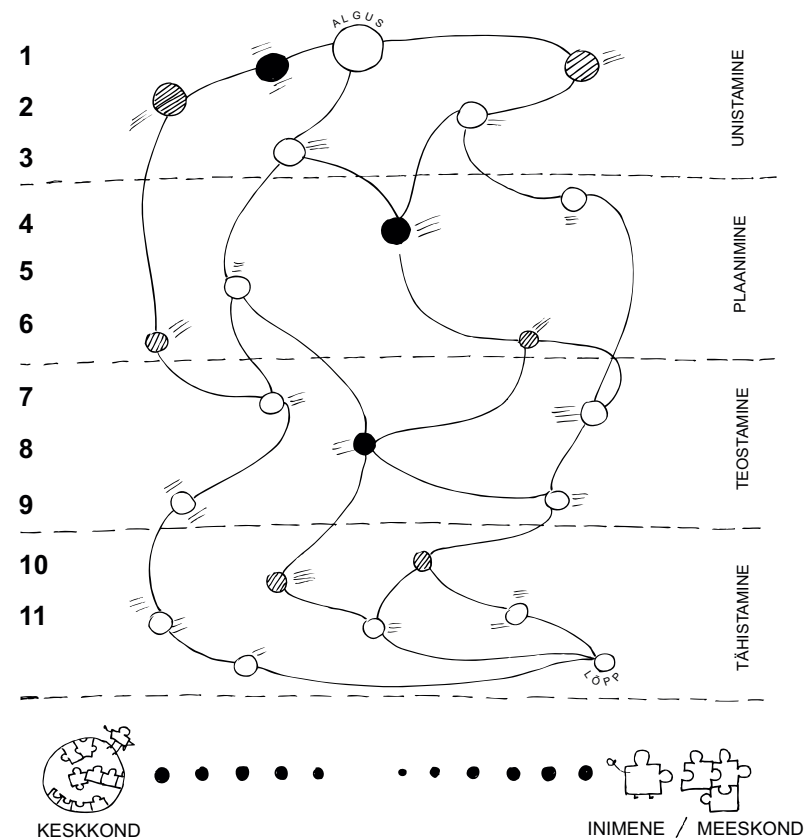 ALGUS
1
2
3
UNISTAMINE
4
5
6
PLAANIMINE
7
8
9
TEOSTAMINE
10
11
TÄHISTAMINE
LÕPP
KESKKOND
INIMENE / MEESKOND